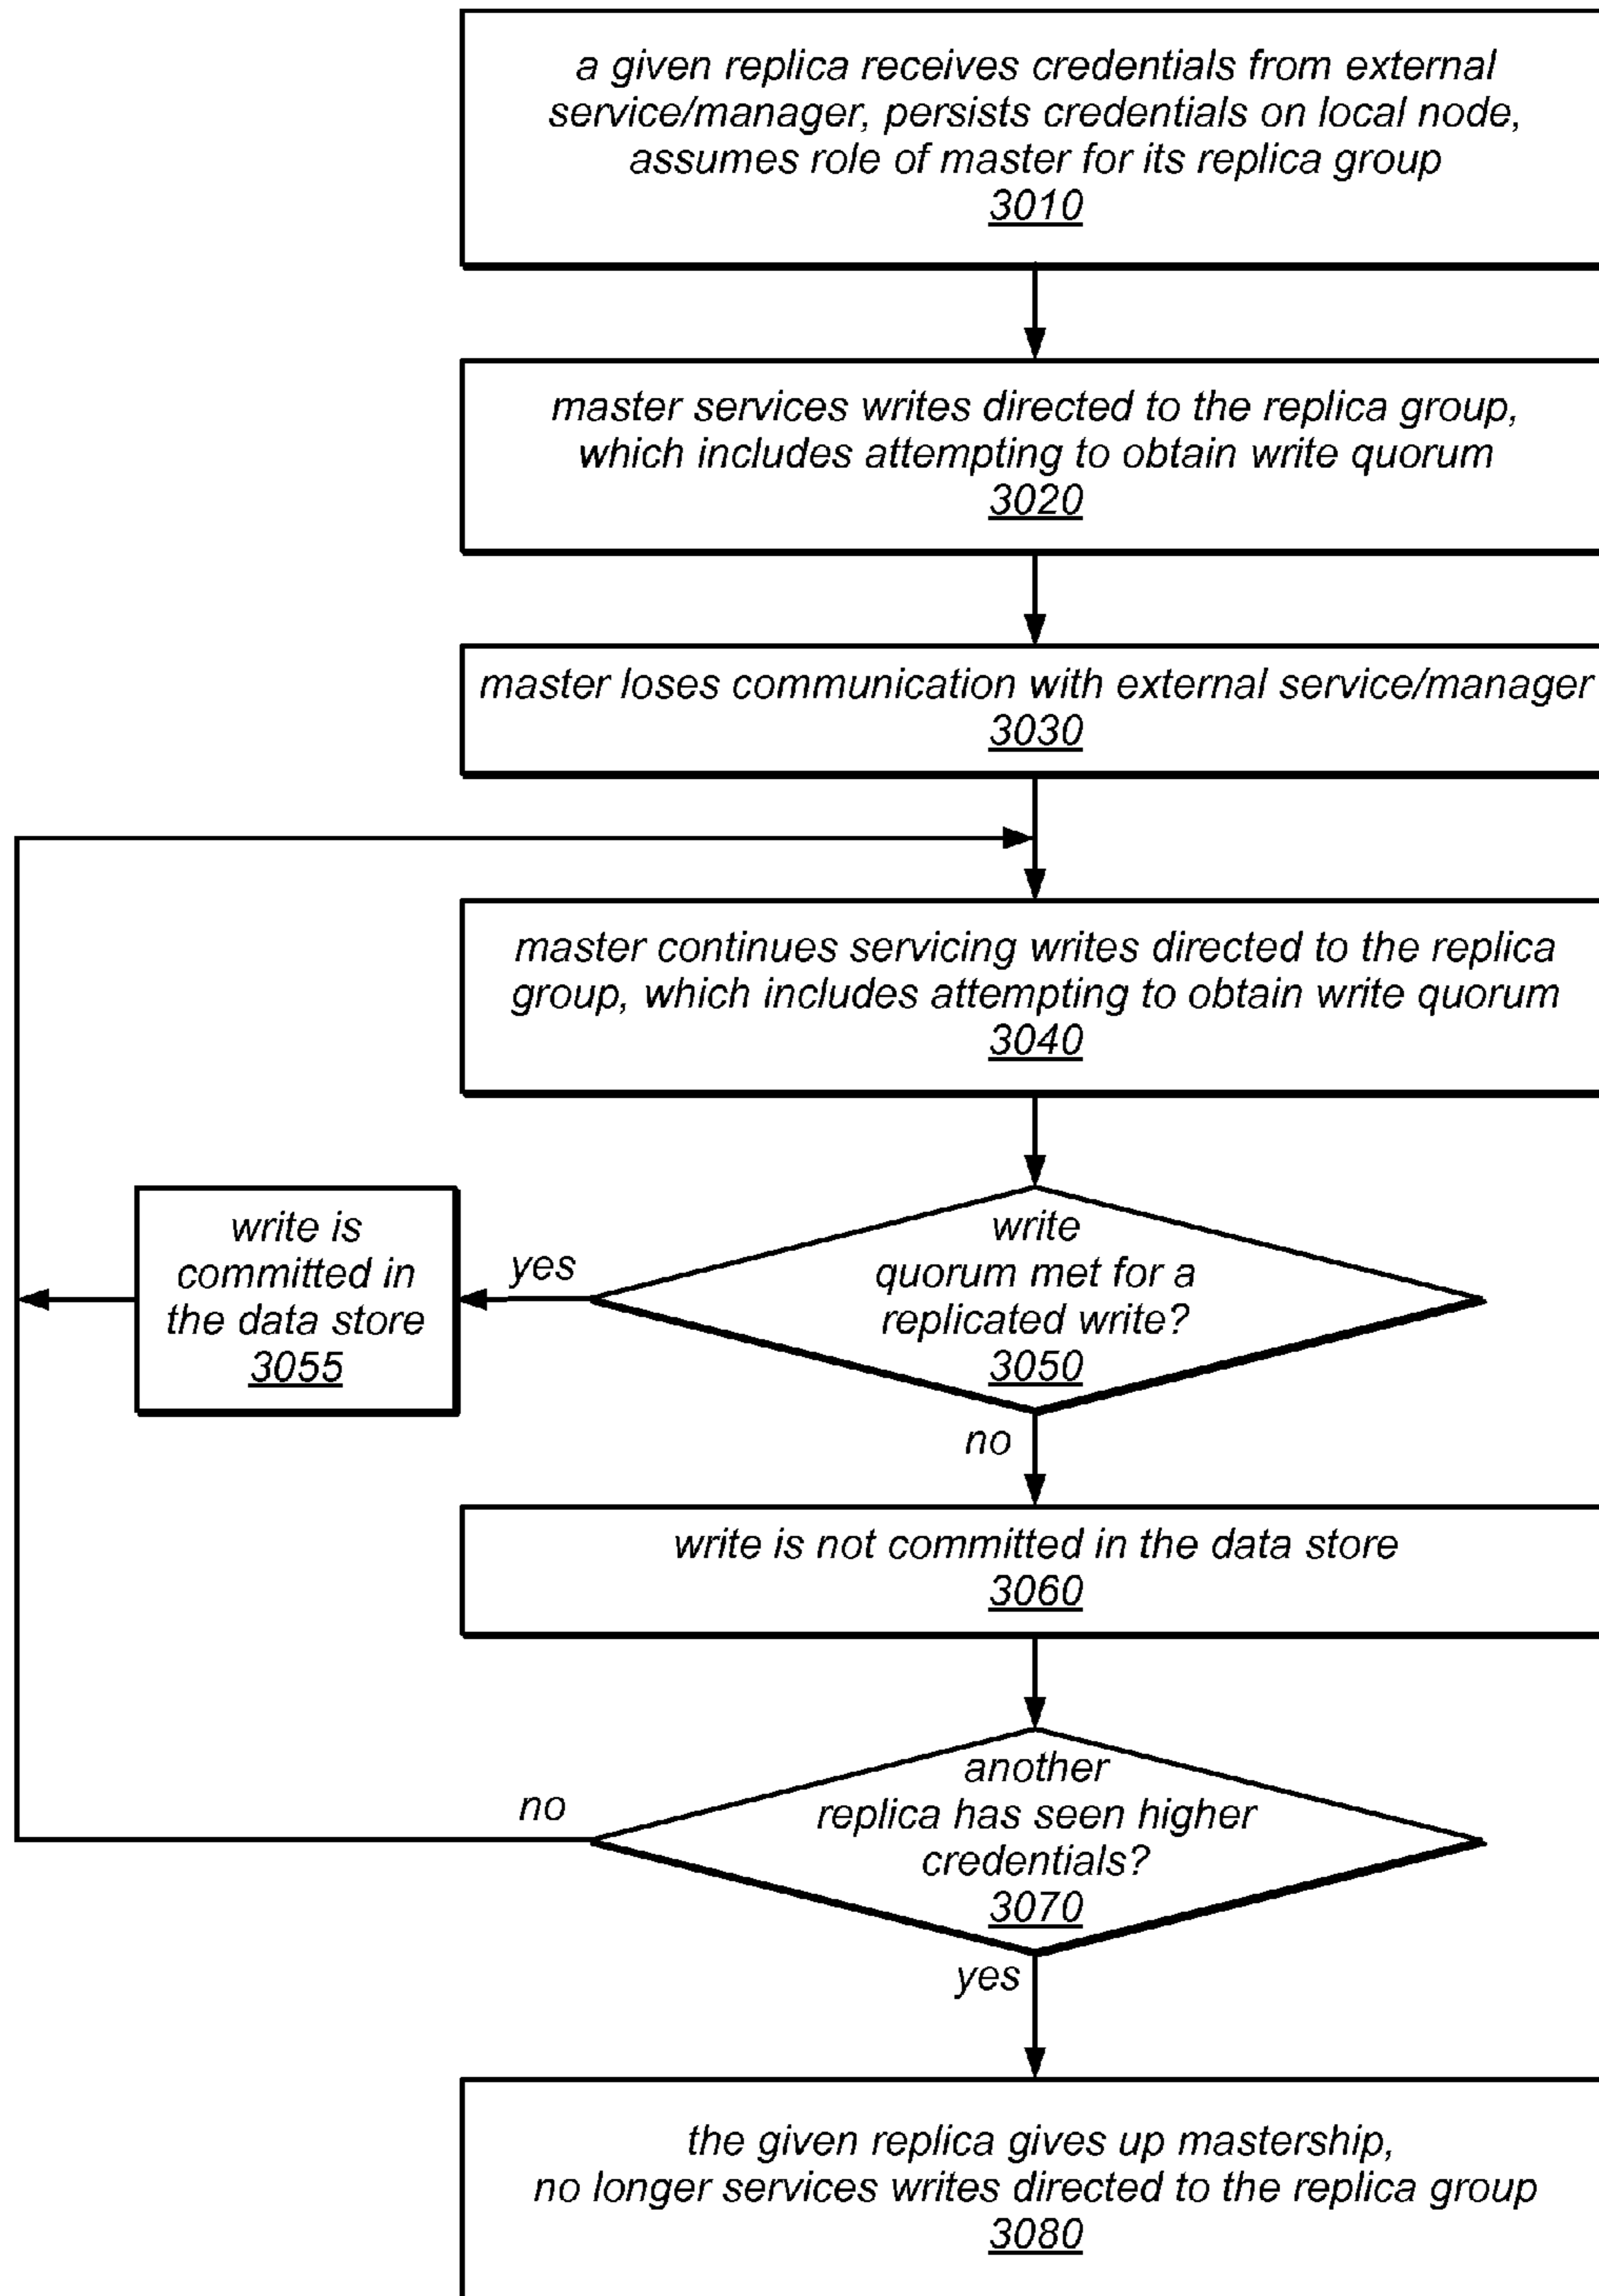 a given replica receives credentials from external
service/manager, persists credentials on local node,
assumes role of master for its replica group
3010
master services writes directed to the replica group,
which includes attempting to obtain write quorum
3020
master loses communication with external service/manager
3030
master continues servicing writes directed to the replica
group, which includes attempting to obtain write quorum
3040
write
quorum met for a
replicated write?
3050
yes
write is
committed in
the data store
3055
no
write is not committed in the data store
3060
another
replica has seen higher
credentials?
3070
no
yes
the given replica gives up mastership,
no longer services writes directed to the replica group
3080